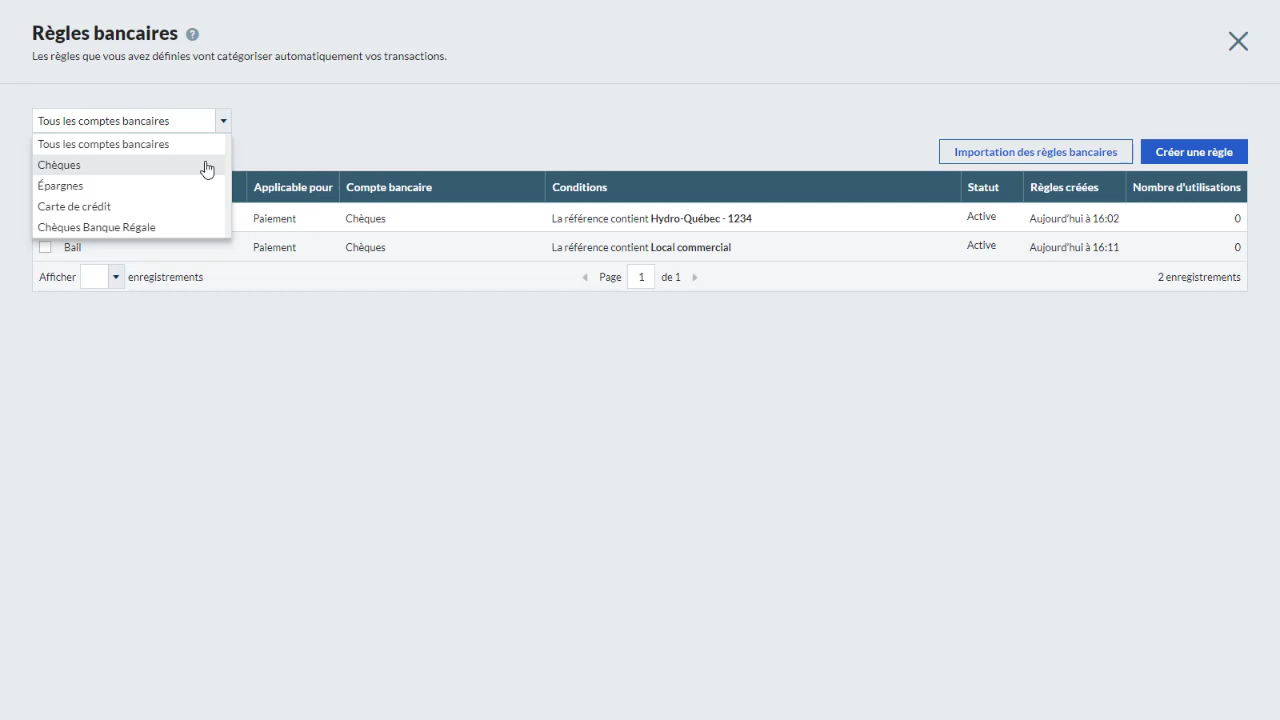 Règles bancaires ?
Les règles que vous avez définies vont catégoriser automatiquement vos transactions.
Tous les comptes bancaires
Tous les comptes bancaires
Chèques
Épargnes
Carte de crédit
Chèques Banque Régale
Importation des règles bancaires Créer une règle
Applicable pour Compte bancaire Conditions Statut Règles créées Nombre d'utilisations
Paiement Chèques La référence contient Hydro-Québec - 1234 Active Aujourd'hui à 16:02 0
Bail Paiement Chèques La référence contient Local commercial Active Aujourd'hui à 16:11 0
Afficher enregistrements Page 1 de 1 2 enregistrements